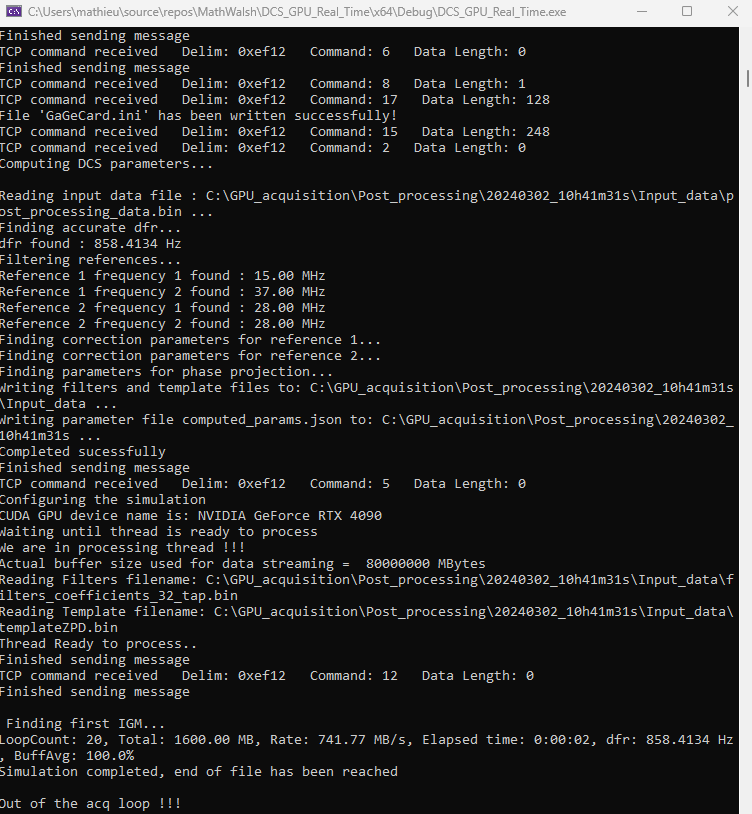 C:\Users\mathieu\source\repos\MathWalsh\DCS_GPU_Real_Time\x64\Debug\DCS_GPU_Real_Time.exe
Finished sending message
TCP command received   Delim: 0xef12   Command: 6   Data Length: 0
Finished sending message
TCP command received   Delim: 0xef12   Command: 8   Data Length: 1
TCP command received   Delim: 0xef12   Command: 17   Data Length: 128
File 'GaGeCard.ini' has been written successfully!
TCP command received   Delim: 0xef12   Command: 15   Data Length: 248
TCP command received   Delim: 0xef12   Command: 2   Data Length: 0
Computing DCS parameters...
Reading input data file : C:\GPU_acquisition\Post_processing\20240302_10h41m31s\Input_data\p
ost_processing_data.bin ...
Finding accurate dfr...
dfr found : 858.4134 Hz
Filtering references...
Reference 1 frequency 1 found : 15.00 MHz
Reference 1 frequency 2 found : 37.00 MHz
Reference 2 frequency 1 found : 28.00 MHz
Reference 2 frequency 2 found : 28.00 MHz
Finding correction parameters for reference 1...
Finding correction parameters for reference 2...
Finding parameters for phase projection...
Writing filters and template files to: C:\GPU_acquisition\Post_processing\20240302_10h41m31s
\Input_data ...
Writing parameter file computed_params.json to: C:\GPU_acquisition\Post_processing\20240302_
10h41m31s ...
Completed sucessfully
Finished sending message
TCP command received   Delim: 0xef12   Command: 5   Data Length: 0
Configuring the simulation
CUDA GPU device name is: NVIDIA GeForce RTX 4090
Waiting until thread is ready to process
We are in processing thread !!!
Actual buffer size used for data streaming =  80000000 MBytes
Reading Filters filename: C:\GPU_acquisition\Post_processing\20240302_10h41m31s\Input_data\f
ilters_coefficients_32_tap.bin
Reading Template filename: C:\GPU_acquisition\Post_processing\20240302_10h41m31s\Input_data\
templateZPD.bin
Thread Ready to process..
Finished sending message
TCP command received   Delim: 0xef12   Command: 12   Data Length: 0
Finished sending message
Finding first IGM...
LoopCount: 20, Total: 1600.00 MB, Rate: 741.77 MB/s, Elapsed time: 0:00:02, dfr: 858.4134 Hz
, BuffAvg: 100.0%
Simulation completed, end of file has been reached
Out of the acq loop !!!